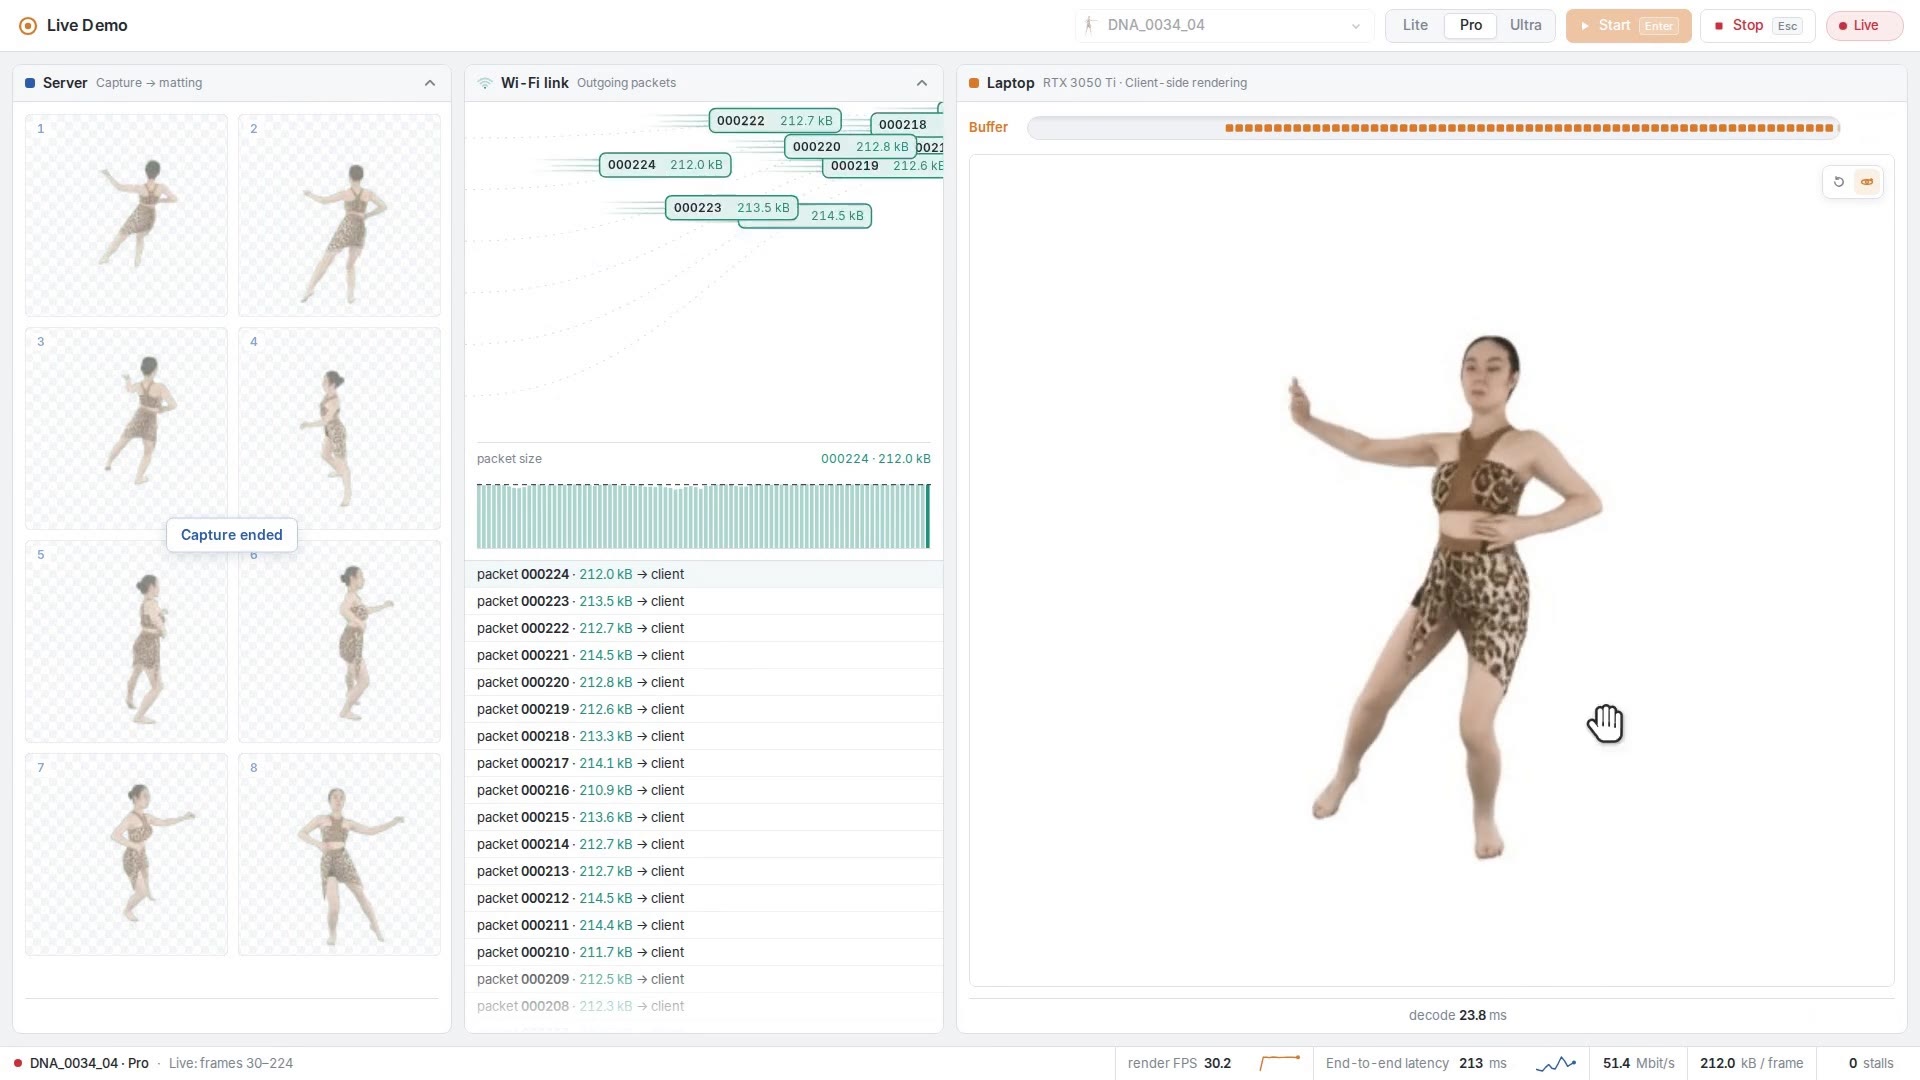 Live Demo
DNA_0034_04
Lite Pro Ultra
Start Enter
Stop Esc
Live
Server Capture → matting
1
2
3
4
Capture ended
5
6
7
8
Wi-Fi link Outgoing packets
000222 212.7 kB
000218
000220 212.8 kB
000224 212.0 kB
000219 212.6 kB
000223 213.5 kB
214.5 kB
packet size 000224 · 212.0 kB
packet 000224 · 212.0 kB → client
packet 000223 · 213.5 kB → client
packet 000222 · 212.7 kB → client
packet 000221 · 214.5 kB → client
packet 000220 · 212.8 kB → client
packet 000219 · 212.6 kB → client
packet 000218 · 213.3 kB → client
packet 000217 · 214.1 kB → client
packet 000216 · 210.9 kB → client
packet 000215 · 213.6 kB → client
packet 000214 · 212.7 kB → client
packet 000213 · 212.7 kB → client
packet 000212 · 214.5 kB → client
packet 000211 · 214.4 kB → client
packet 000210 · 211.7 kB → client
packet 000209 · 212.5 kB → client
packet 000208 · 212.3 kB → client
Laptop RTX 3050 Ti · Client-side rendering
Buffer
decode 23.8 ms
DNA_0034_04 · Pro · Live: frames 30–224
render FPS 30.2
End-to-end latency 213 ms
51.4 Mbit/s
212.0 kB / frame
0 stalls